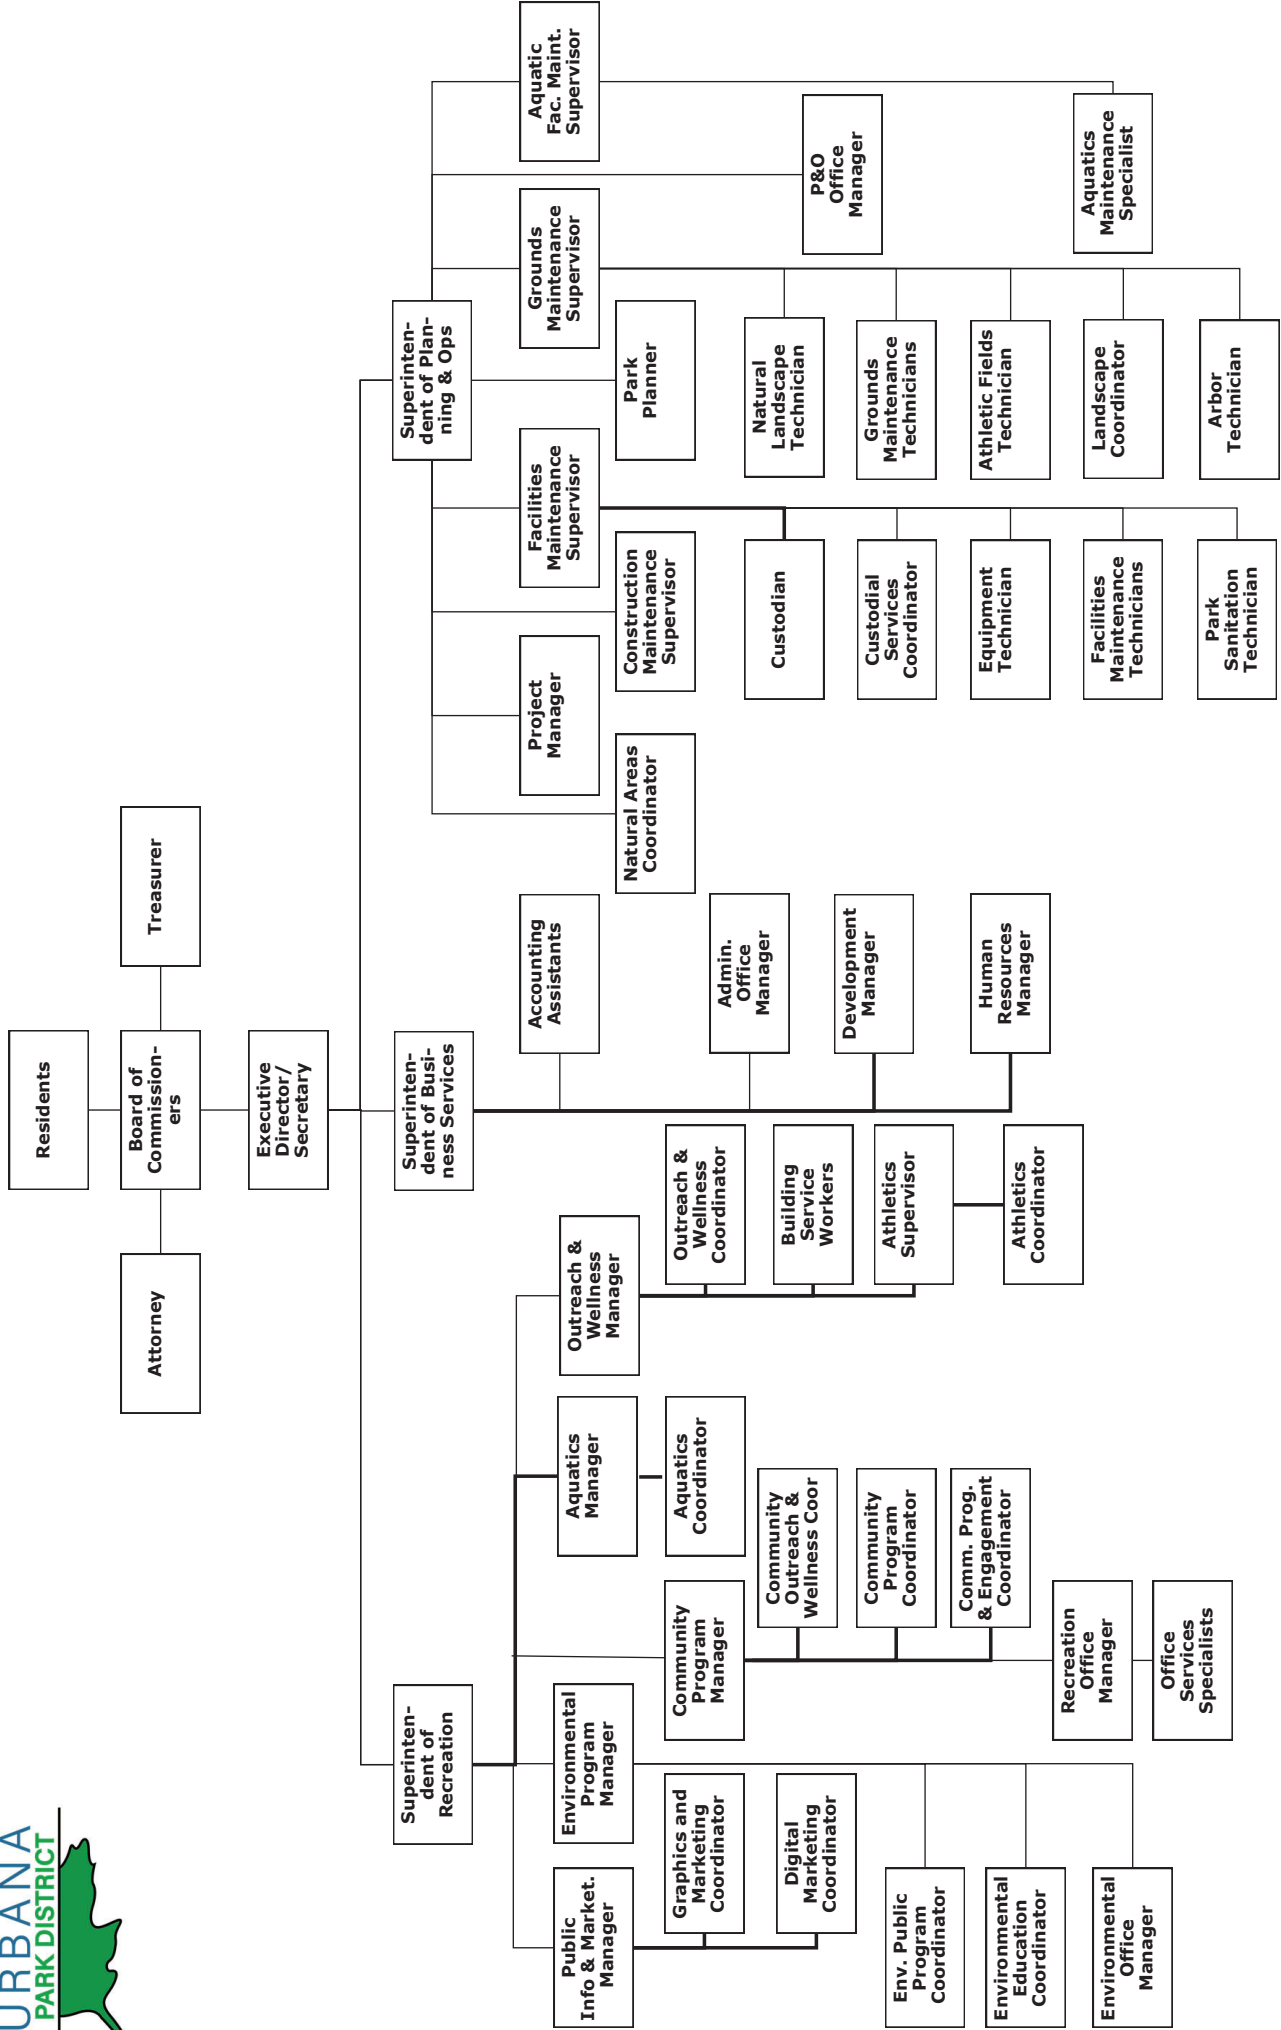 URBANA
PARK DISTRICT
Residents
Attorney
Board of
Commission-
ers
Treasurer
Executive
Director/
Secretary
Superinten-
dent of
Recreation
Superinten-
dent of Busi-
ness Services
Superinten-
dent of Plan-
ning & Ops
Public
Info & Market.
Manager
Environmental
Program
Manager
Aquatics
Manager
Outreach &
Wellness
Manager
Accounting
Assistants
Project
Manager
Facilities
Maintenance
Supervisor
Grounds
Maintenance
Supervisor
Aquatic
Fac. Maint.
Supervisor
Graphics and
Marketing
Coordinator
Community
Program
Manager
Aquatics
Coordinator
Outreach &
Wellness
Coordinator
Natural Areas
Coordinator
Construction
Maintenance
Supervisor
Park
Planner
Digital
Marketing
Coordinator
Community
Outreach &
Wellness Coor
Building
Service
Workers
Admin.
Office
Manager
Custodian
Natural
Landscape
Technician
P&O
Office
Manager
Env. Public
Program
Coordinator
Community
Program
Coordinator
Athletics
Supervisor
Development
Manager
Custodial
Services
Coordinator
Grounds
Maintenance
Technicians
Environmental
Education
Coordinator
Comm. Prog.
& Engagement
Coordinator
Athletics
Coordinator
Human
Resources
Manager
Equipment
Technician
Athletic Fields
Technician
Environmental
Office
Manager
Recreation
Office
Manager
Facilities
Maintenance
Technicians
Landscape
Coordinator
Aquatics
Maintenance
Specialist
Office
Services
Specialists
Park
Sanitation
Technician
Arbor
Technician